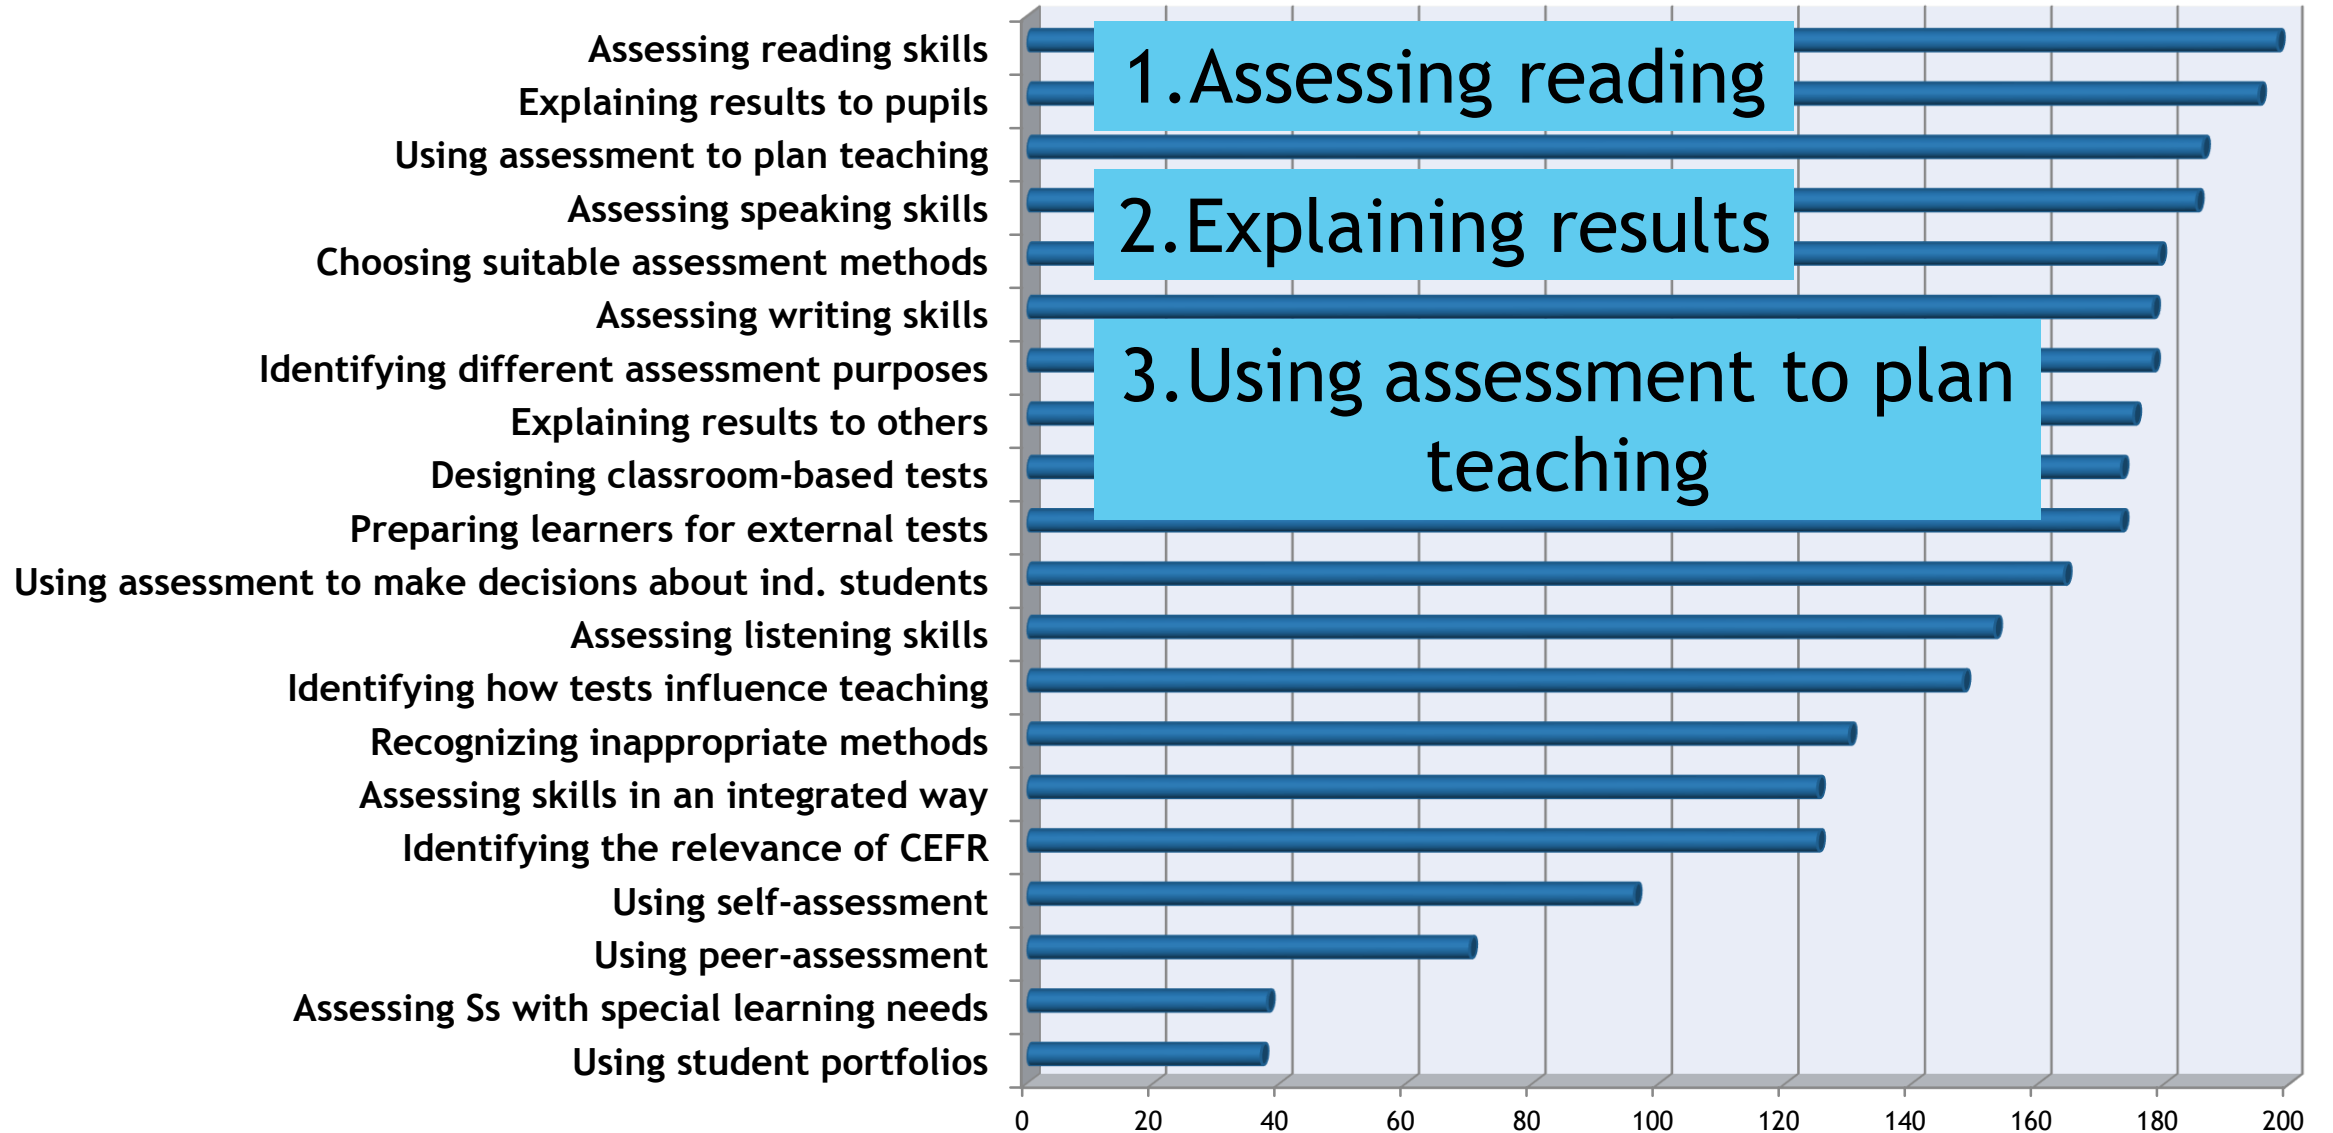 Assessing reading skills
Explaining results to pupils
Using assessment to plan teaching
Assessing speaking skills
Choosing suitable assessment methods
Assessing writing skills
Identifying different assessment purposes
Explaining results to others
Designing classroom-based tests
Preparing learners for external tests
Using assessment to make decisions about ind. students
Assessing listening skills
Identifying how tests influence teaching
Recognizing inappropriate methods
Assessing skills in an integrated way
Identifying the relevance of CEFR
Using self-assessment
Using peer-assessment
Assessing Ss with special learning needs
Using student portfolios
1.Assessing reading
2.Explaining results
3.Using assessment to plan
teaching
0 20 40 60 80 100 120 140 160 180 200